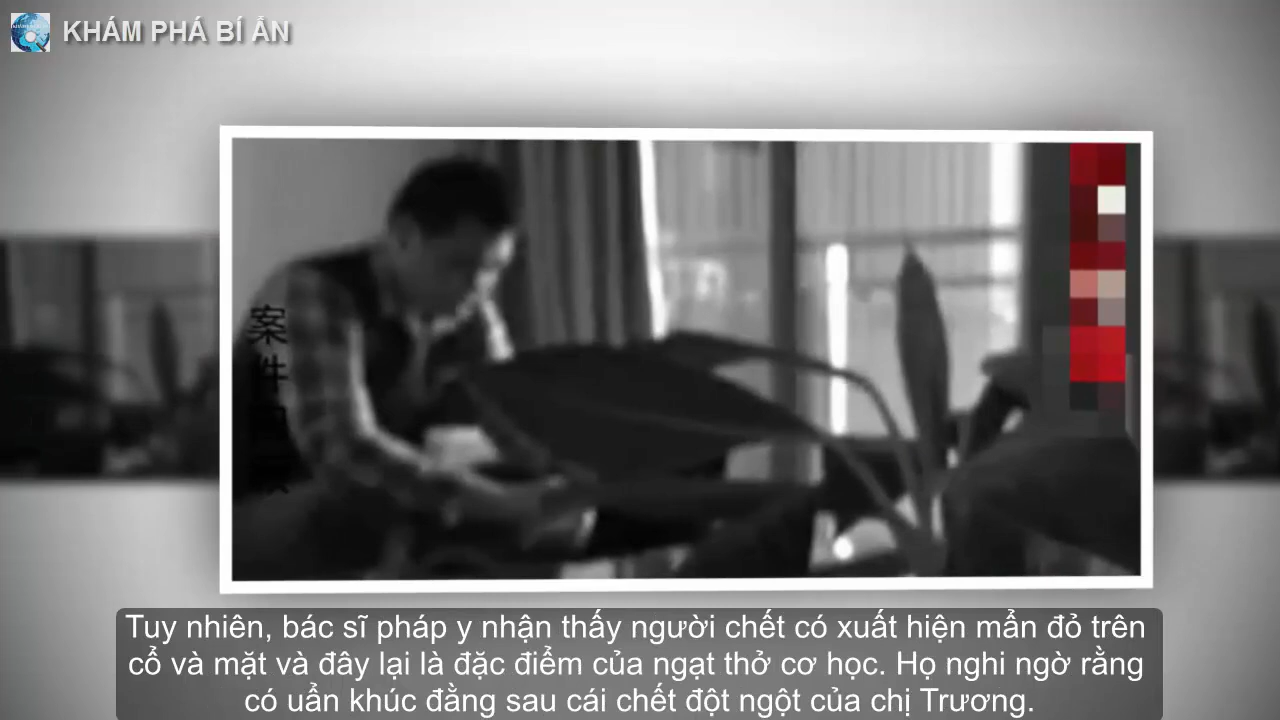 KHÁM PHÁ BÍ ẨN
案件
Tuy nhiên, bác sĩ pháp y nhận thấy người chết có xuất hiện mẩn đỏ trên
cổ và mặt và đây lại là đặc điểm của ngạt thở cơ học. Họ nghi ngờ rằng
có uẩn khúc đằng sau cái chết đột ngột của chị Trương.